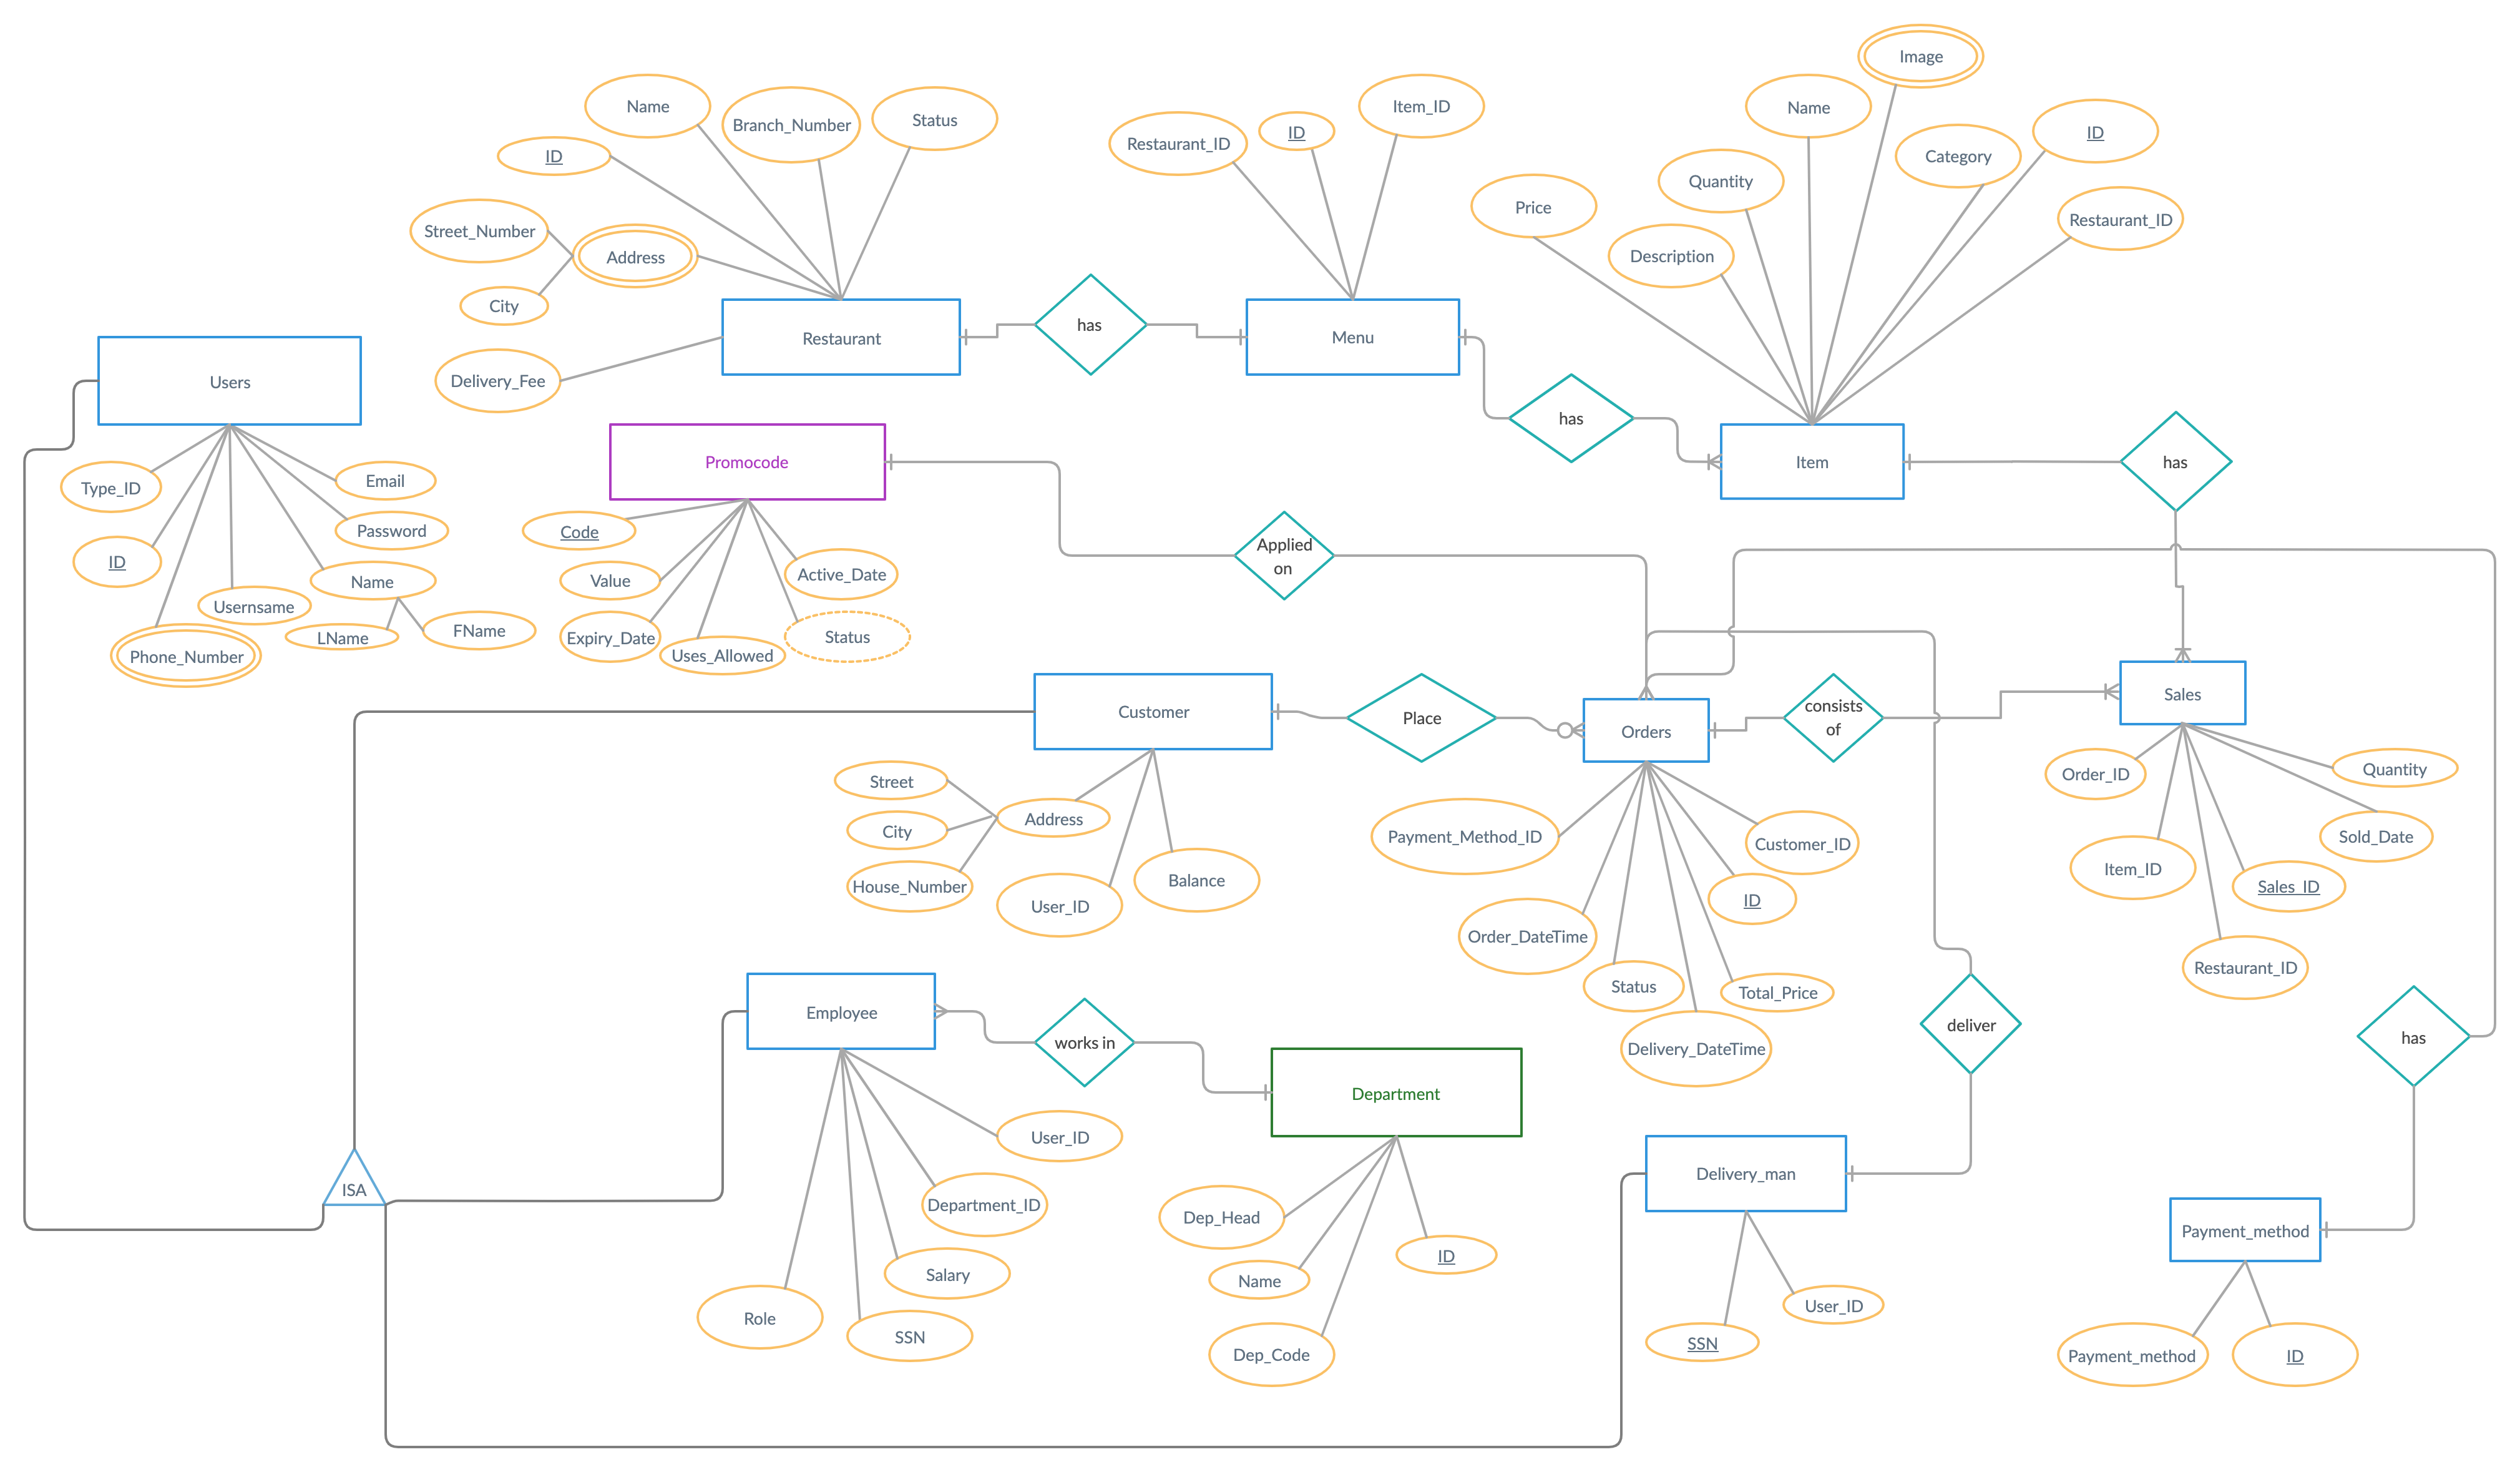 Image
Name
Branch_Number
Status
Restaurant_ID
ID
Item_ID
Name
Category
ID
ID
Quantity
Price
Restaurant_ID
Description
Street_Number
Address
City
Delivery_Fee
Restaurant
has
Menu
has
Item
has
Users
Type_ID
ID
Email
Password
Name
Usernsame
LName
FName
Phone_Number
Promocode
Code
Value
Expiry_Date
Uses_Allowed
Active_Date
Status
Applied
on
Customer
Place
Orders
consists
of
Sales
Street
City
House_Number
Address
User_ID
Balance
Payment_Method_ID
Order_DateTime
Status
Delivery_DateTime
Total_Price
ID
Customer_ID
Order_ID
Item_ID
Restaurant_ID
Sales_ID
Sold_Date
Quantity
Employee
works in
Department
deliver
has
ISA
User_ID
Department_ID
Salary
SSN
Role
Dep_Head
Name
Dep_Code
ID
Delivery_man
SSN
User_ID
Payment_method
Payment_method
ID